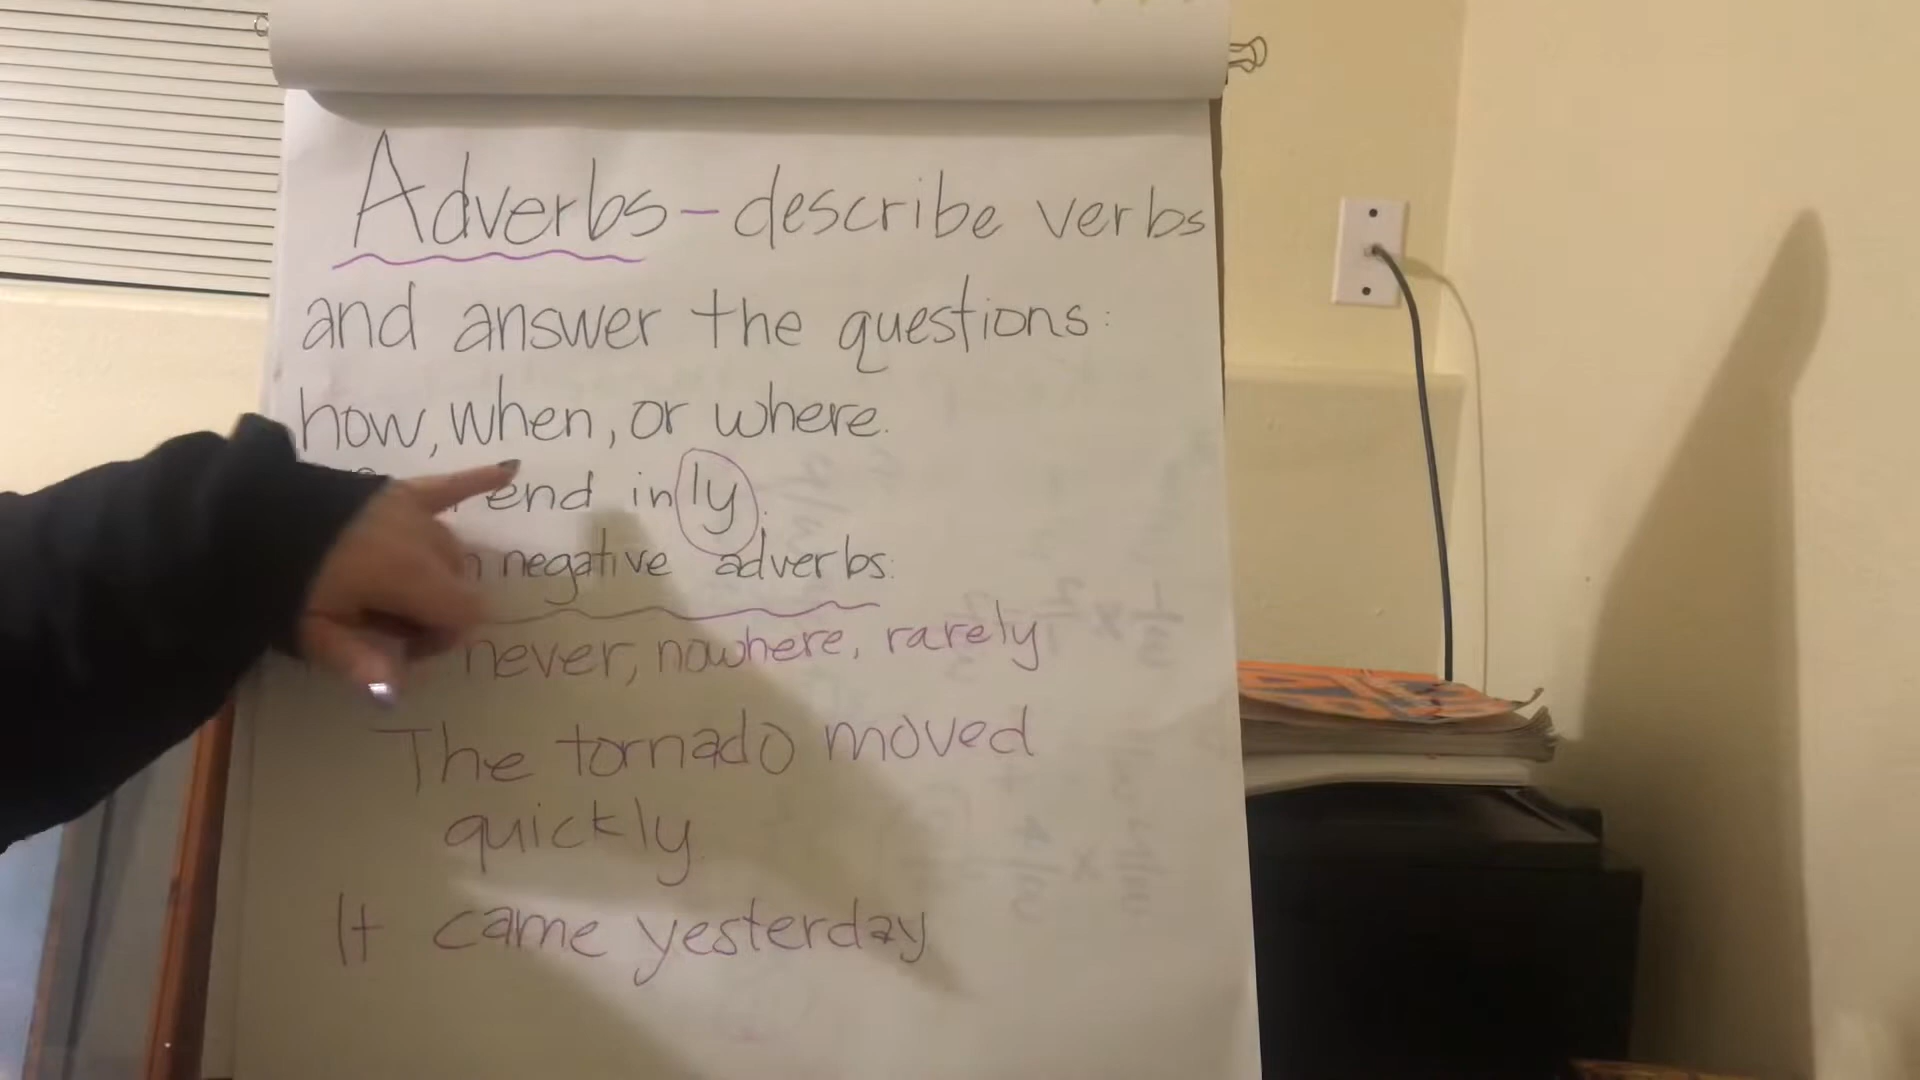 Adverbs - describe verbs
and answer the questions:
how, when, or where.
end in ly.
negative adverbs:
never, nowhere, rarely
The tornado moved
quickly.
It came yesterday